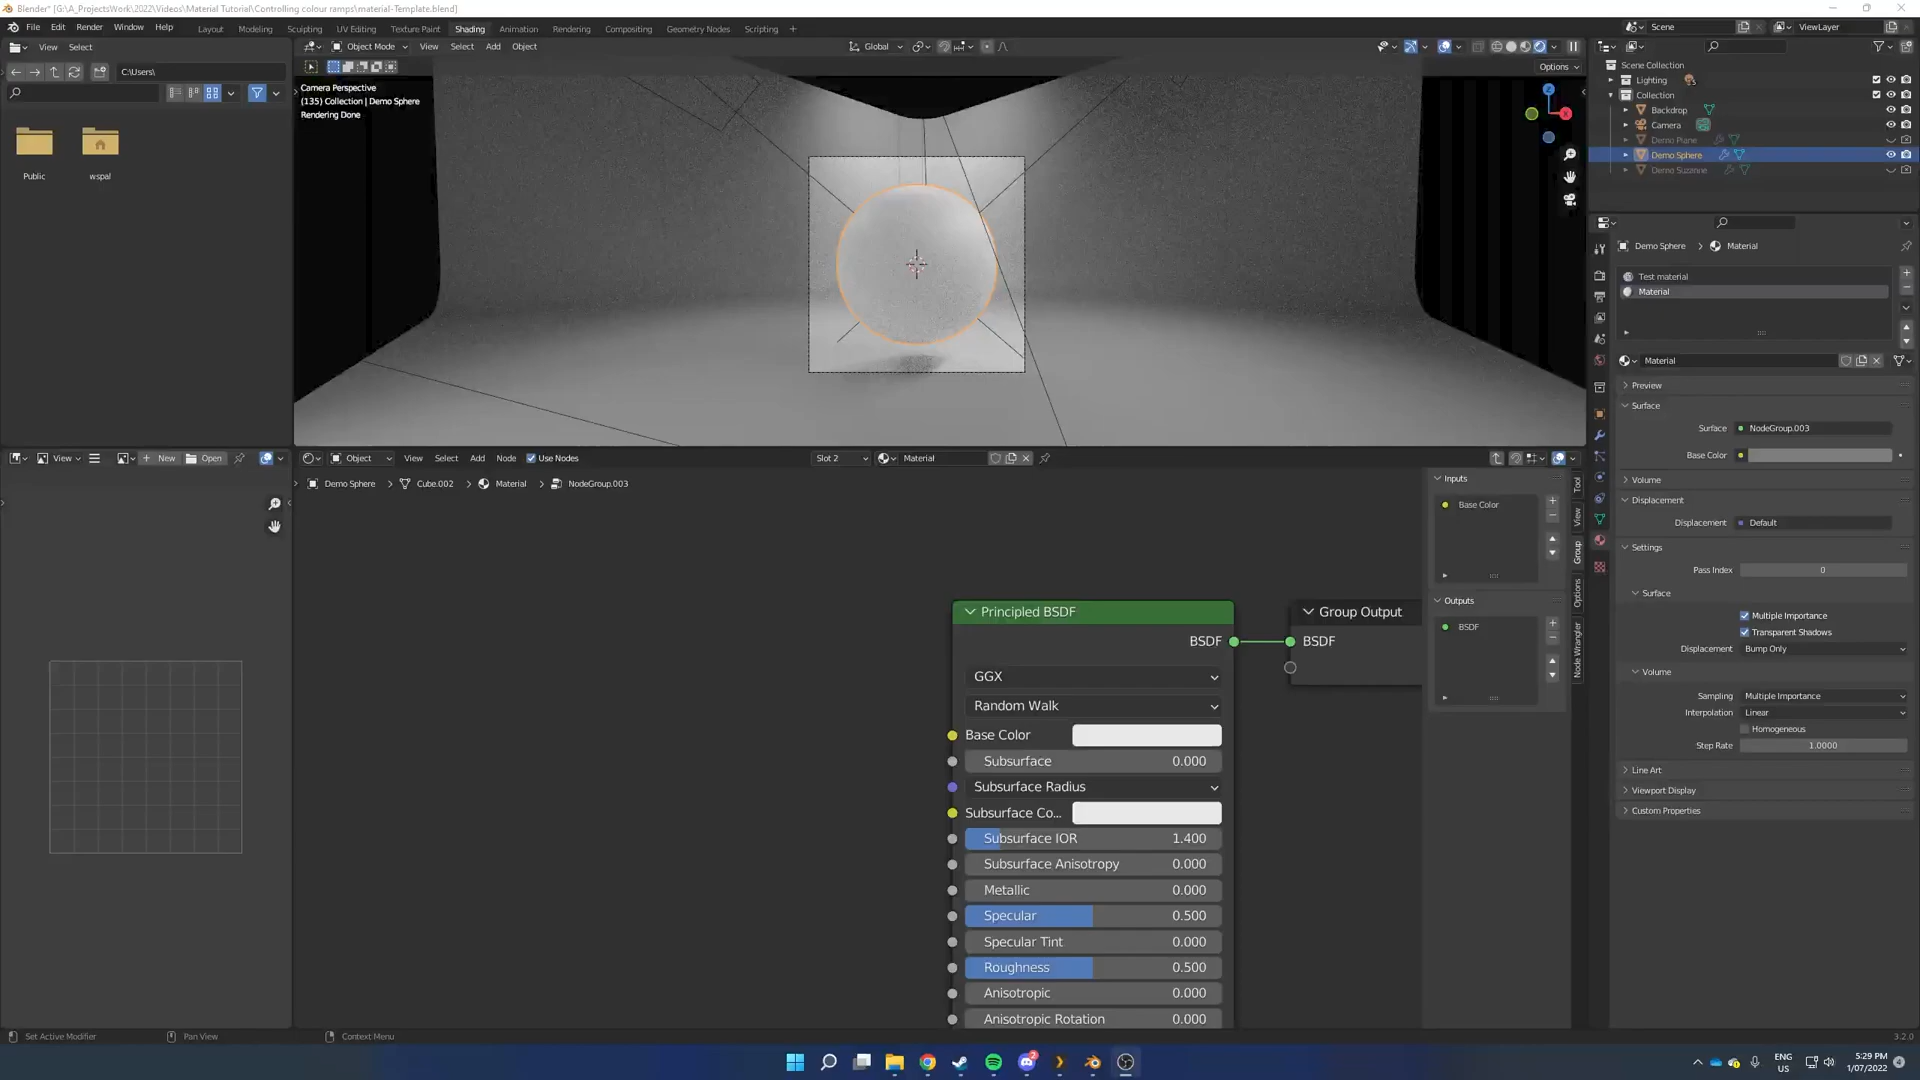 Blender* [G:\A_ProjectsWork\2022\Videos\Material Tutorial\Controlling colour ramps\material-Template.blend]
File Edit Render Window Help Layout Modeling Sculpting UV Editing Texture Paint Shading Animation Rendering Compositing Geometry Nodes Scripting + Scene ViewLayer
View Select Object Mode View Select Add Object Global
C:\Users\ Options
Camera Perspective
(135) Collection | Demo Sphere
Rendering Done
Public wspal
Z X
Scene Collection
Lighting
Collection
Backdrop
Camera
Demo Plane
Demo Sphere
Demo Suzanne
Demo Sphere > Material
Test material
Material
Material
Preview
Surface
Surface NodeGroup.003
Base Color
Volume
Displacement
Displacement Default
Settings
Pass Index 0
Surface
Multiple Importance
Transparent Shadows
Displacement Bump Only
Volume
Sampling Multiple Importance
Interpolation Linear
Homogeneous
Step Rate 1.0000
Line Art
Viewport Display
Custom Properties
View New Open Object View Select Add Node Use Nodes Slot 2 Material
Demo Sphere > Cube.002 > Material > NodeGroup.003
Inputs
Base Color
Outputs
BSDF
Tool
View
Group
Options
Node Wrangler
Principled BSDF
BSDF
GGX
Random Walk
Base Color
Subsurface 0.000
Subsurface Radius
Subsurface Co...
Subsurface IOR 1.400
Subsurface Anisotropy 0.000
Metallic 0.000
Specular 0.500
Specular Tint 0.000
Roughness 0.500
Anisotropic 0.000
Anisotropic Rotation 0.000
Group Output
BSDF
Set Active Modifier Pan View Context Menu 3.2.0
2
ENG
US
5:29 PM
1/07/2022
4